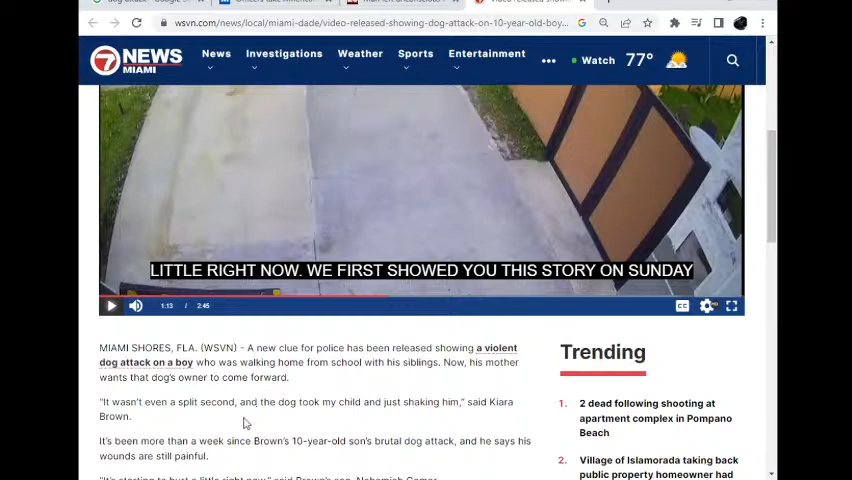 wsvn.com/news/local/miami-dade/video-released-showing-dog-attack-on-10-year-old-boy...
7 NEWS
MIAMI
News
Investigations
Weather
Sports
Entertainment
Watch
77°
LITTLE RIGHT NOW. WE FIRST SHOWED YOU THIS STORY ON SUNDAY
1:13 / 2:45
CC
MIAMI SHORES, FLA. (WSVN) - A new clue for police has been released showing a violent
dog attack on a boy who was walking home from school with his siblings. Now, his mother
wants that dog's owner to come forward.
"It wasn't even a split second, and the dog took my child and just shaking him," said Kiara
Brown.
It's been more than a week since Brown's 10-year-old son's brutal dog attack, and he says his
wounds are still painful.
Trending
1. 2 dead following shooting at
apartment complex in Pompano
Beach
2. Village of Islamorada taking back
public property homeowner had